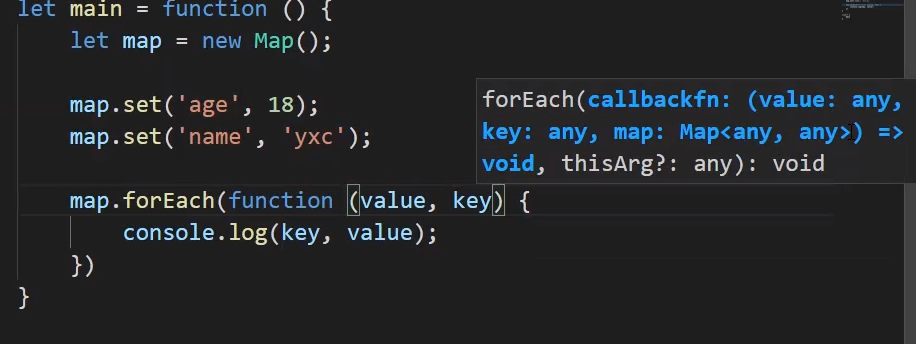 let main = function () {
let map = new Map();
map.set('age', 18);
map.set('name', 'yxc');
forEach(callbackfn: (value: any,
key: any, map: Map<any, any>) =>
void, thisArg?: any): void
map.forEach(function (value, key) {
console.log(key, value);
})
}